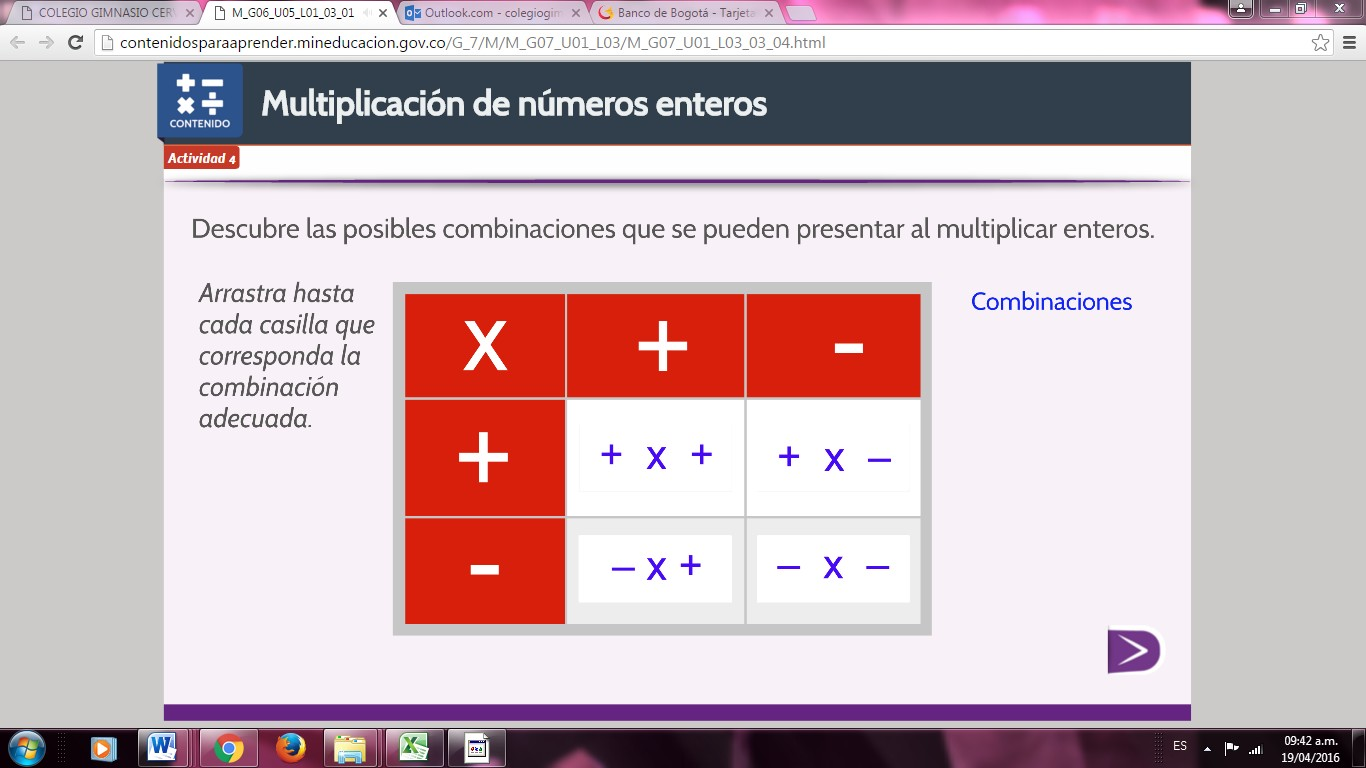 COLEGIO GIMNASIO CER
M_G06_U05_L01_03_01
Outlook.com - colegiogim
Banco de Bogotá - Tarjeta
contenidosparaaprender.mineducacion.gov.co/G_7/M/M_G07_U01_L03/M_G07_U01_L03_03_04.html
CONTENIDO
Multiplicación de números enteros
Actividad 4
Descubre las posibles combinaciones que se pueden presentar al multiplicar enteros.
Arrastra hasta
cada casilla que
corresponda la
combinación
adecuada.
X + -
+ + x + + x –
- – x + – x –
Combinaciones
ES
09:42 a.m.
19/04/2016